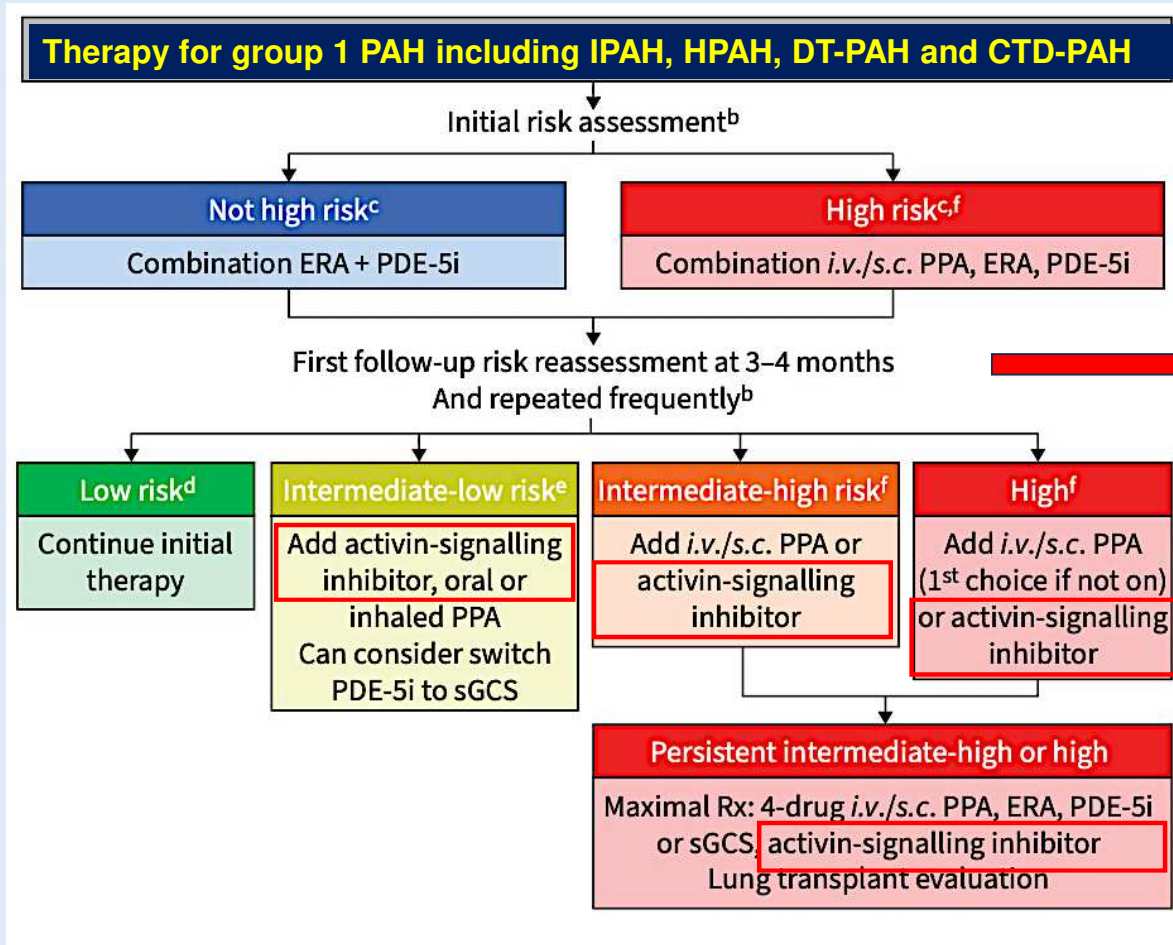 Therapy for group 1 PAH including IPAH, HPAH, DT-PAH and CTD-PAH
Initial risk assessmentᵇ
Not high riskᶜ
Combination ERA + PDE-5i
High riskᶜ,ᶠ
Combination i.v./s.c. PPA, ERA, PDE-5i
First follow-up risk reassessment at 3–4 months
And repeated frequentlyᵇ
Low riskᵈ
Continue initial
therapy
Intermediate-low riskᵉ
Add activin-signalling
inhibitor, oral or
inhaled PPA
Can consider switch
PDE-5i to sGCS
Intermediate-high riskᶠ
Add i.v./s.c. PPA or
activin-signalling
inhibitor
Highᶠ
Add i.v./s.c. PPA
(1ˢᵗ choice if not on)
or activin-signalling
inhibitor
Persistent intermediate-high or high
Maximal Rx: 4-drug i.v./s.c. PPA, ERA, PDE-5i
or sGCS, activin-signalling inhibitor
Lung transplant evaluation